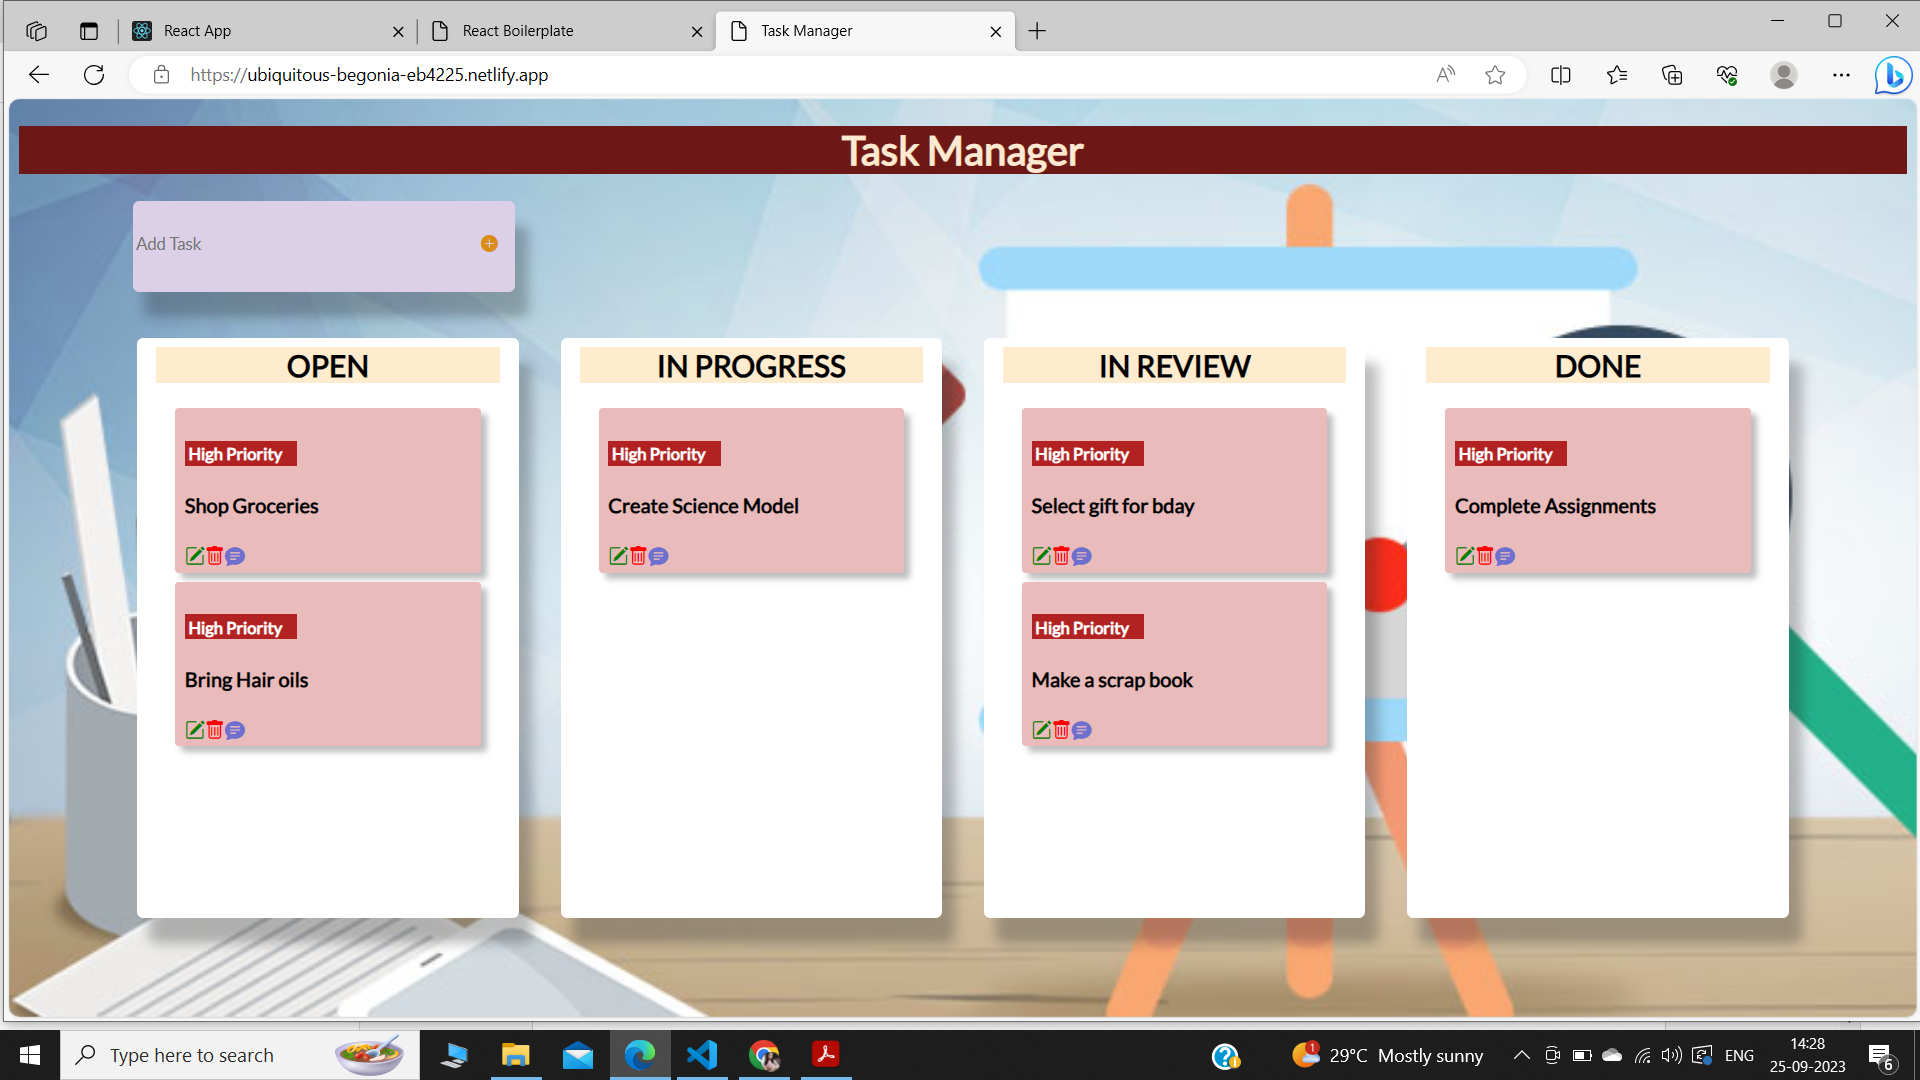 React App
React Boilerplate
Task Manager
https://ubiquitous-begonia-eb4225.netlify.app
Task Manager
Add Task
OPEN
High Priority
Shop Groceries
High Priority
Bring Hair oils
IN PROGRESS
High Priority
Create Science Model
IN REVIEW
High Priority
Select gift for bday
High Priority
Make a scrap book
DONE
High Priority
Complete Assignments
Type here to search
1
29°C Mostly sunny
ENG
14:28
25-09-2023
6